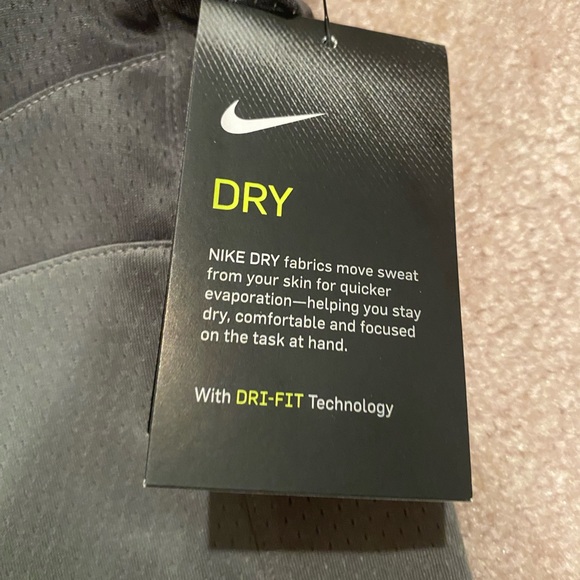 DRY
NIKE DRY fabrics move sweat
from your skin for quicker
evaporation—helping you stay
dry, comfortable and focused
on the task at hand.
With DRI-FIT Technology